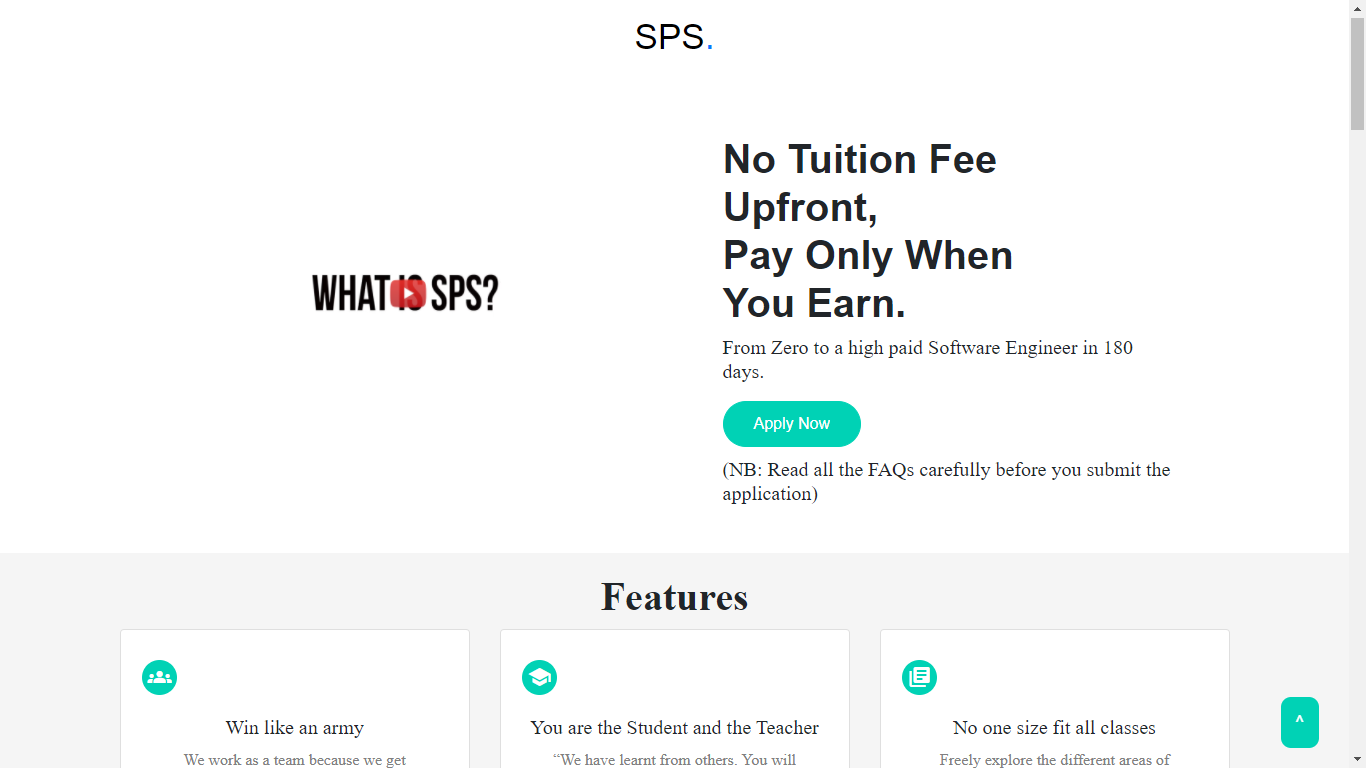 SPS.
WHAT IS SPS?
No Tuition Fee
Upfront,
Pay Only When
You Earn.
From Zero to a high paid Software Engineer in 180
days.
Apply Now
(NB: Read all the FAQs carefully before you submit the
application)
Features
Win like an army
We work as a team because we get
You are the Student and the Teacher
“We have learnt from others. You will
No one size fit all classes
Freely explore the different areas of
^